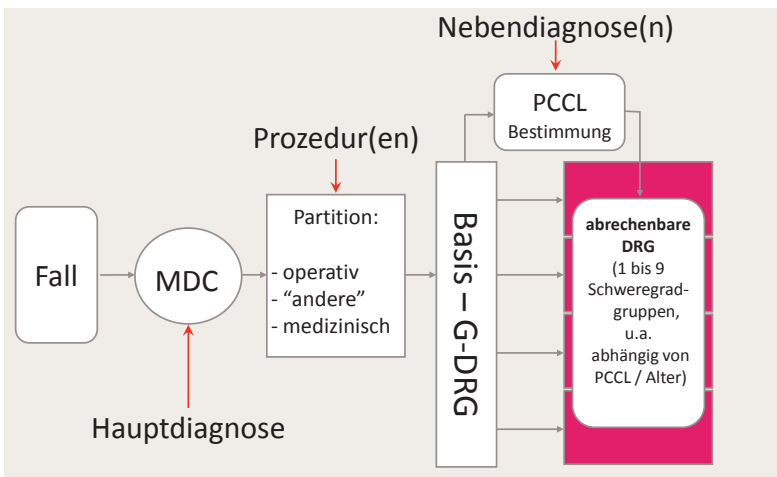 Nebendiagnose(n)
PCCL
Bestimmung
Prozedur(en)
Partition:
- operativ
- “andere”
- medizinisch
Fall
MDC
Hauptdiagnose
Basis – G-DRG
abrechenbare
DRG
(1 bis 9
Schweregrad-
gruppen,
u.a.
abhängig von
PCCL / Alter)